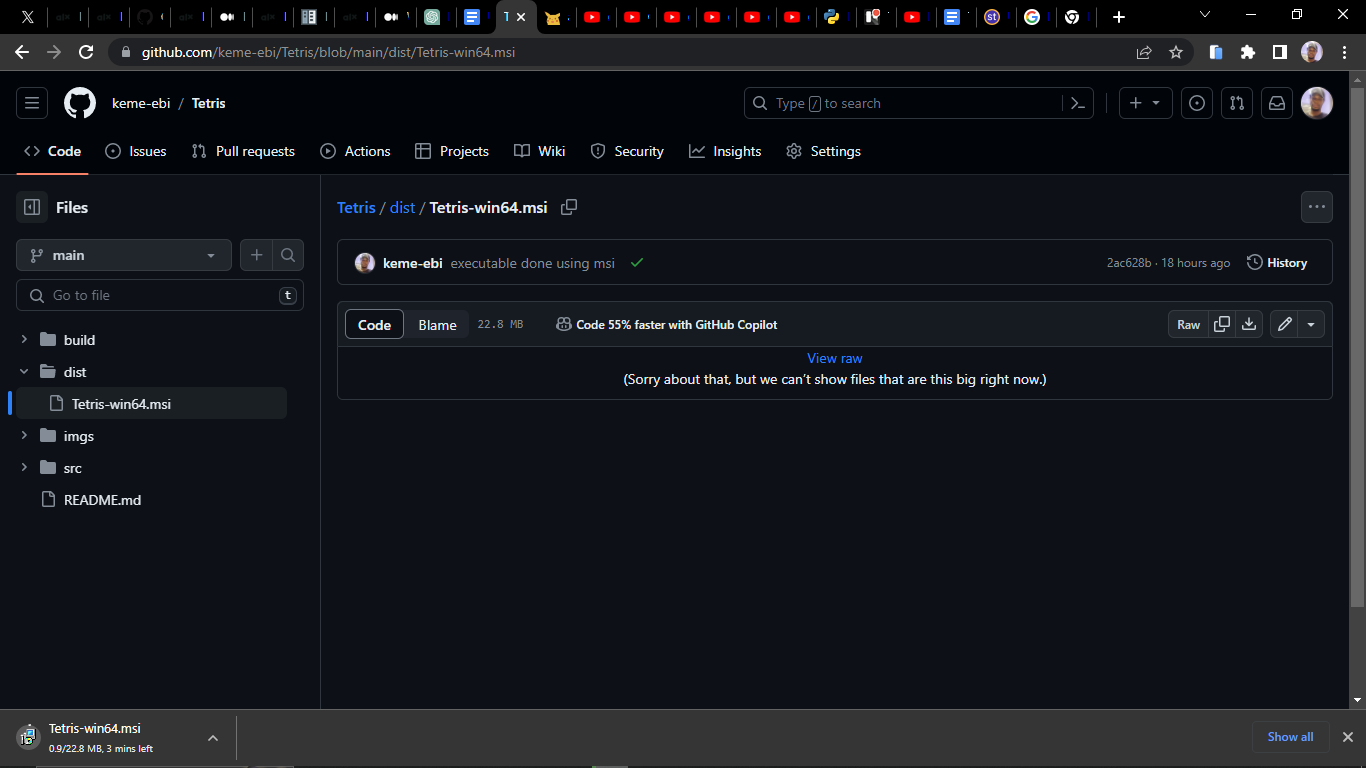 github.com/keme-ebi/Tetris/blob/main/dist/Tetris-win64.msi
keme-ebi / Tetris
Type / to search
Code
Issues
Pull requests
Actions
Projects
Wiki
Security
Insights
Settings
Files
main
Go to file
t
build
dist
Tetris-win64.msi
imgs
src
README.md
Tetris / dist / Tetris-win64.msi
keme-ebi executable done using msi
2ac628b · 18 hours ago
History
Code
Blame
22.8 MB
Code 55% faster with GitHub Copilot
Raw
View raw
(Sorry about that, but we can't show files that are this big right now.)
Tetris-win64.msi
0.9/22.8 MB, 3 mins left
Show all